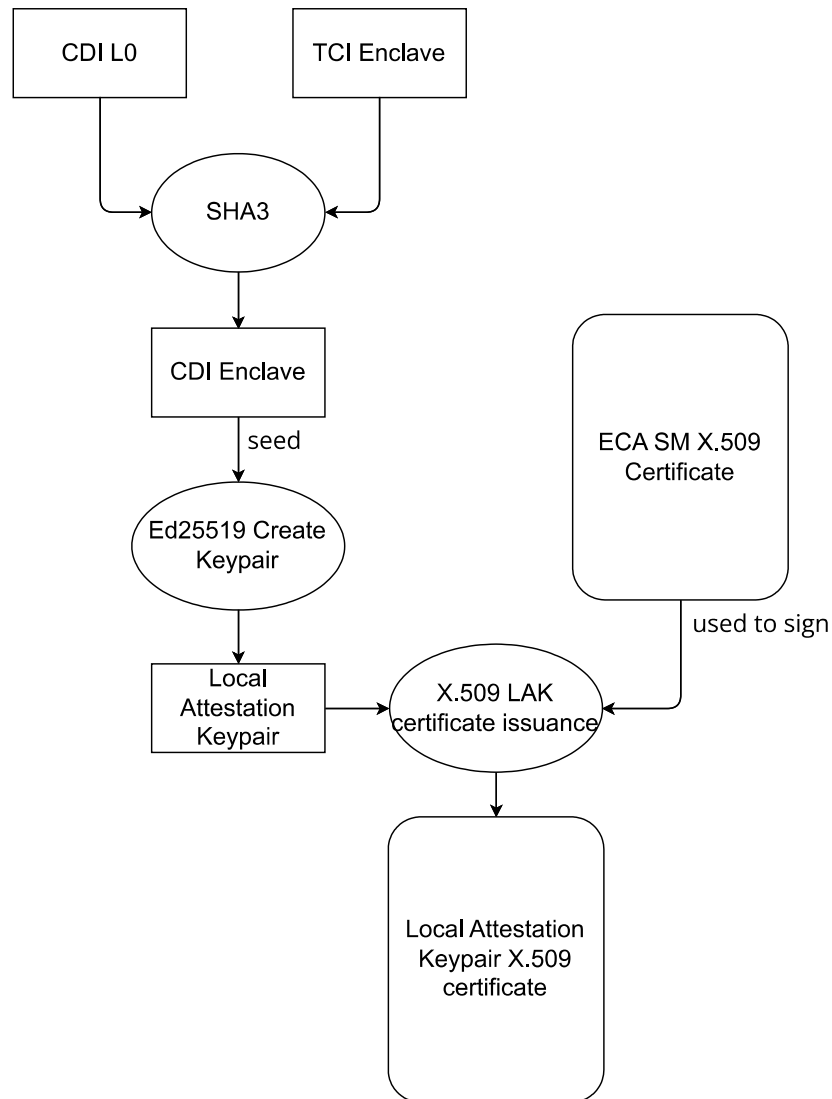 CDI L0
TCI Enclave
SHA3
CDI Enclave
seed
ECA SM X.509
Certificate
Ed25519 Create
Keypair
used to sign
Local
Attestation
Keypair
X.509 LAK
certificate issuance
Local Attestation
Keypair X.509
certificate